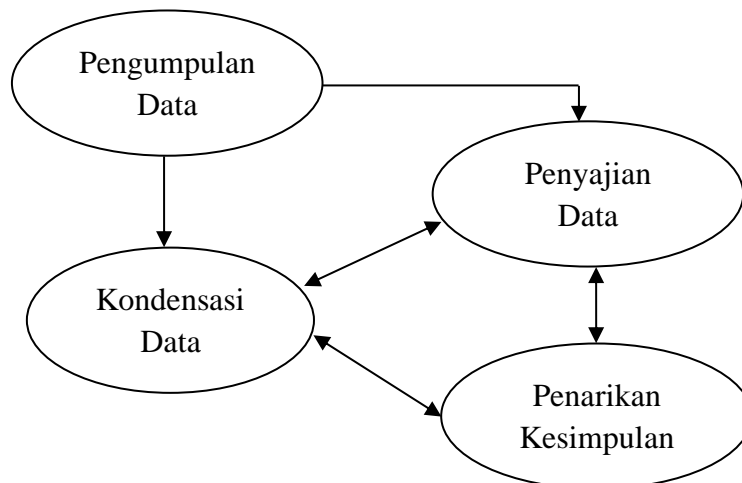 Pengumpulan
Data
Penyajian
Data
Kondensasi
Data
Penarikan
Kesimpulan